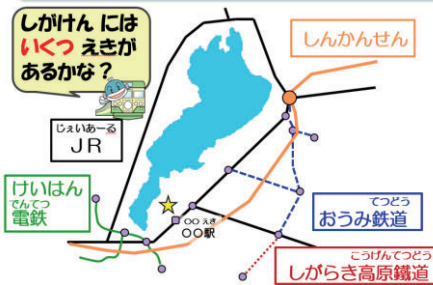 しがけん には
いくつ えきが
あるかな？
しんかんせん
じぇいあーる
ＪＲ
けいはん
でんてつ
電鉄
○○ えき
○○駅
てつどう
おうみ鉄道
こうげんてつどう
しがらき高原鐵道